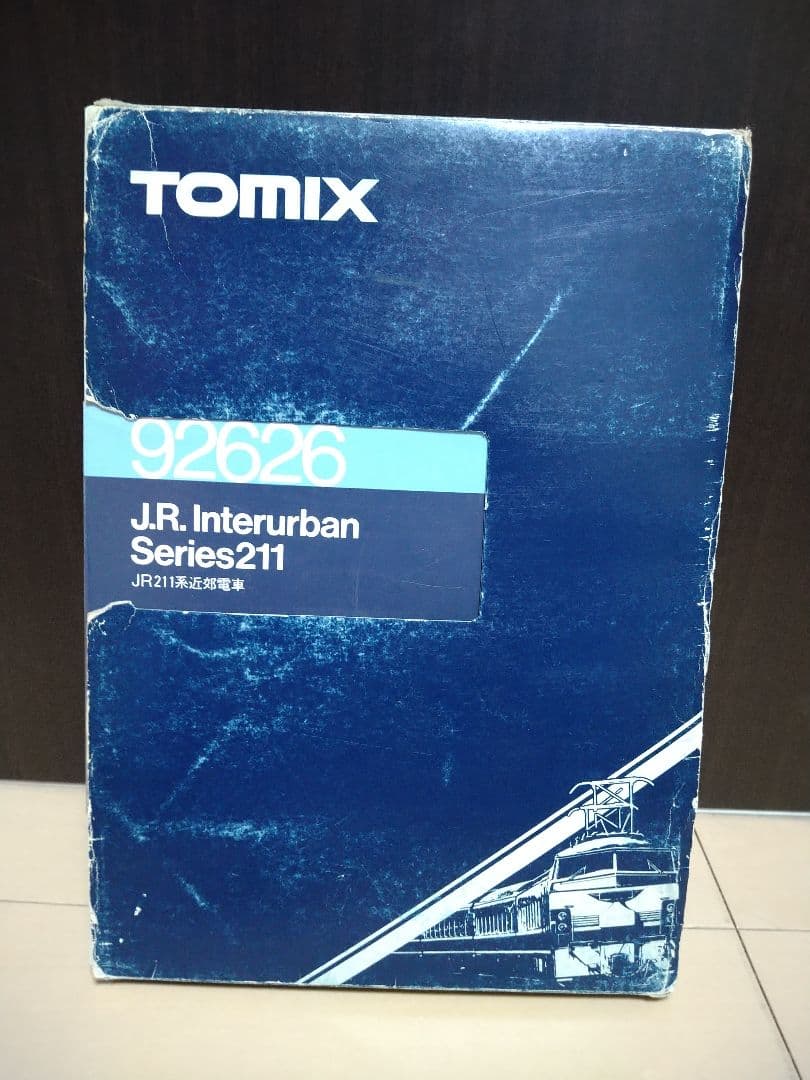 TOMIX
92626
J.R. Interurban
Series211
JR211系近郊電車